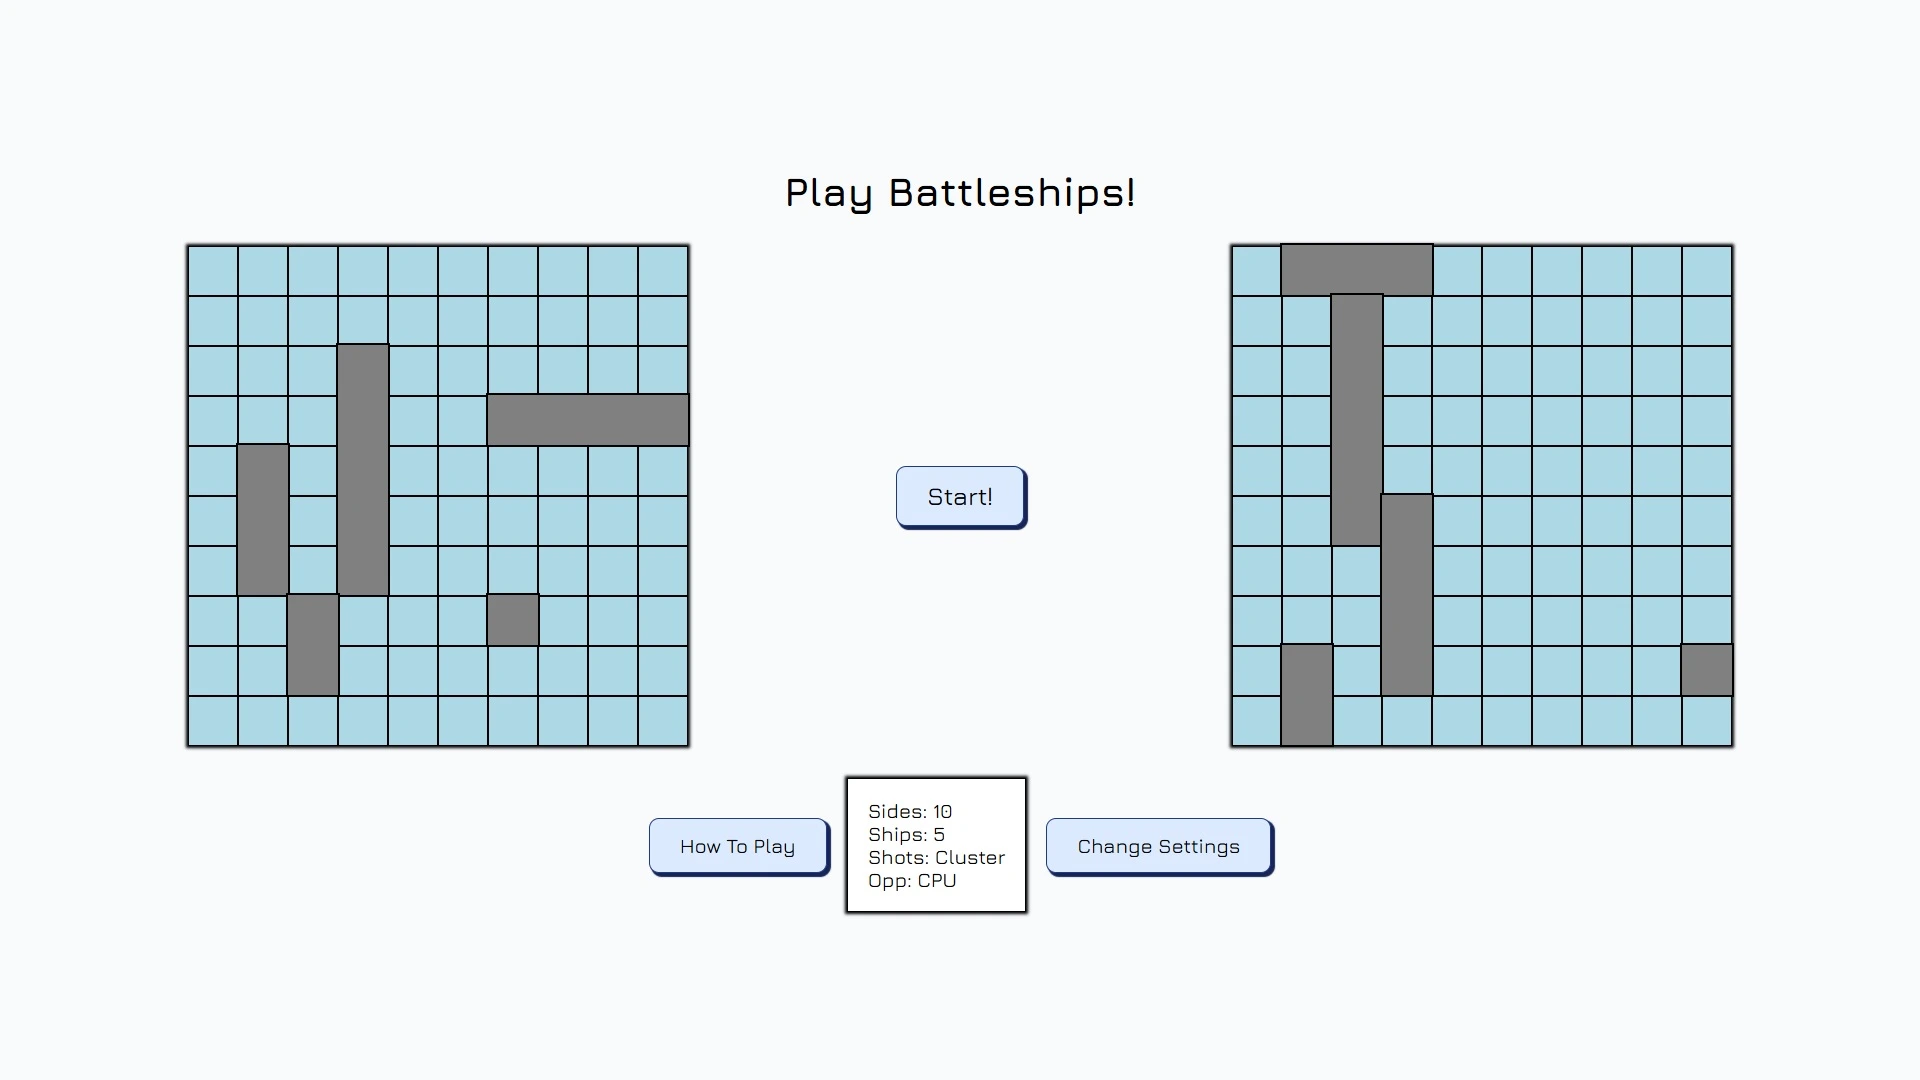 Play Battleships!
Start!
How To Play
Sides: 10
Ships: 5
Shots: Cluster
Opp: CPU
Change Settings